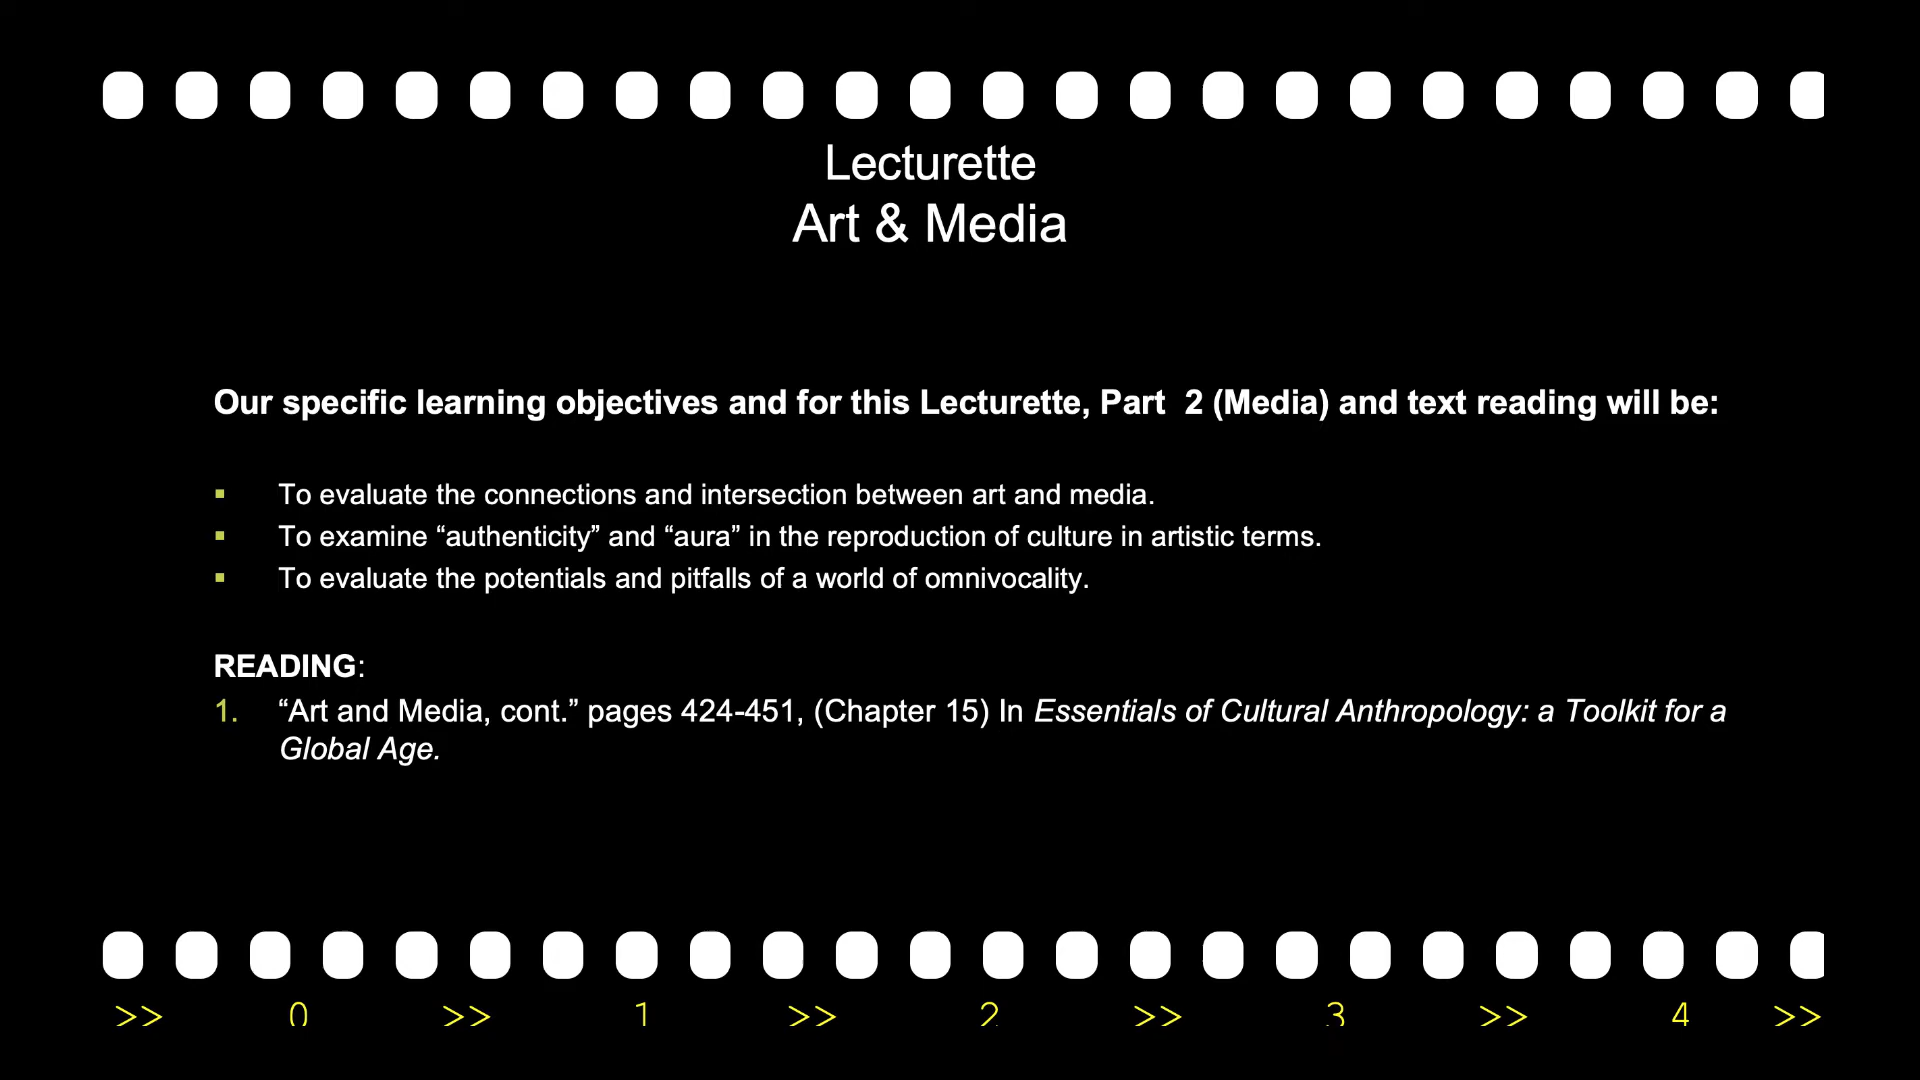 Lecturette
Art & Media
Our specific learning objectives and for this Lecturette, Part  2 (Media) and text reading will be:
▪ To evaluate the connections and intersection between art and media.
▪ To examine “authenticity” and “aura” in the reproduction of culture in artistic terms.
▪ To evaluate the potentials and pitfalls of a world of omnivocality.
READING:
1. “Art and Media, cont.” pages 424-451, (Chapter 15) In Essentials of Cultural Anthropology: a Toolkit for a
Global Age.
>> 0 >> 1 >> 2 >> 3 >> 4 >>